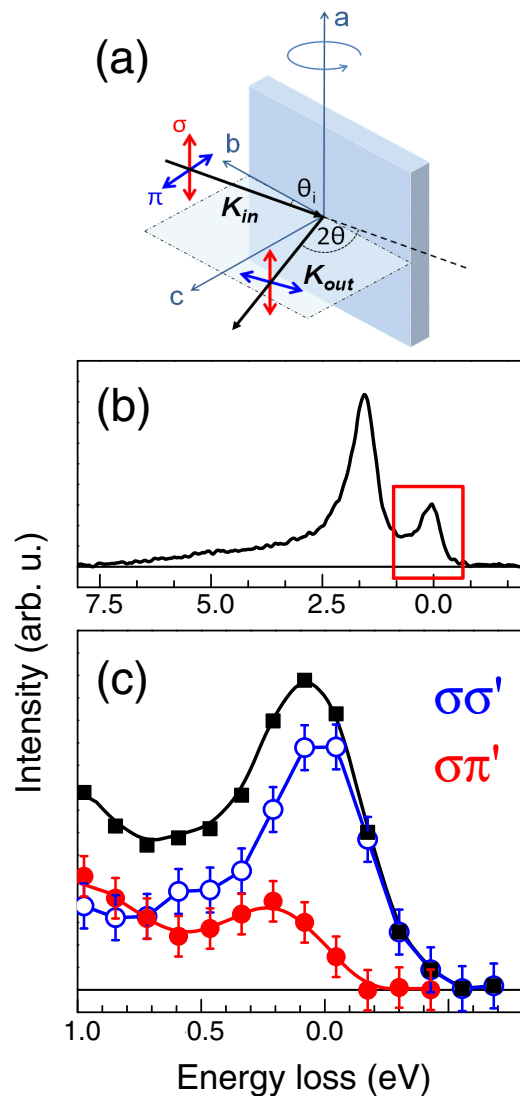 (a)
a
σ
b
π
θi
Kin
2θ
Kout
c
(b)
7.5 5.0 2.5 0.0
(c)
σσ'
σπ'
1.0 0.5 0.0
Intensity (arb. u.)
Energy loss (eV)